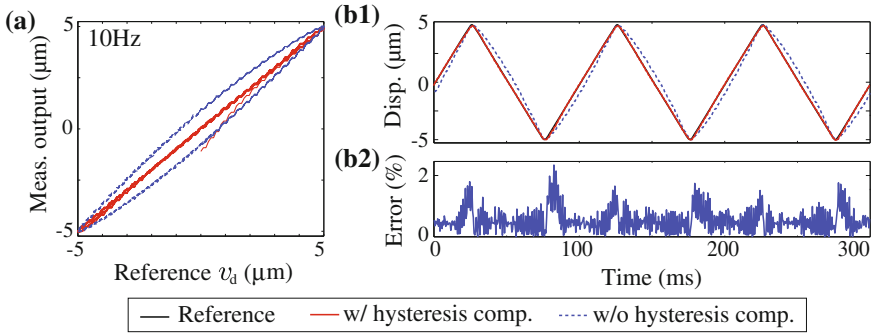 (a)
10Hz
Meas. output (μm)
5
0
-5
-5
5
Reference v_d (μm)
(b1)
Disp. (μm)
5
0
-5
(b2)
Error (%)
2
0
0
100
200
300
Time (ms)
Reference
w/ hysteresis comp.
w/o hysteresis comp.